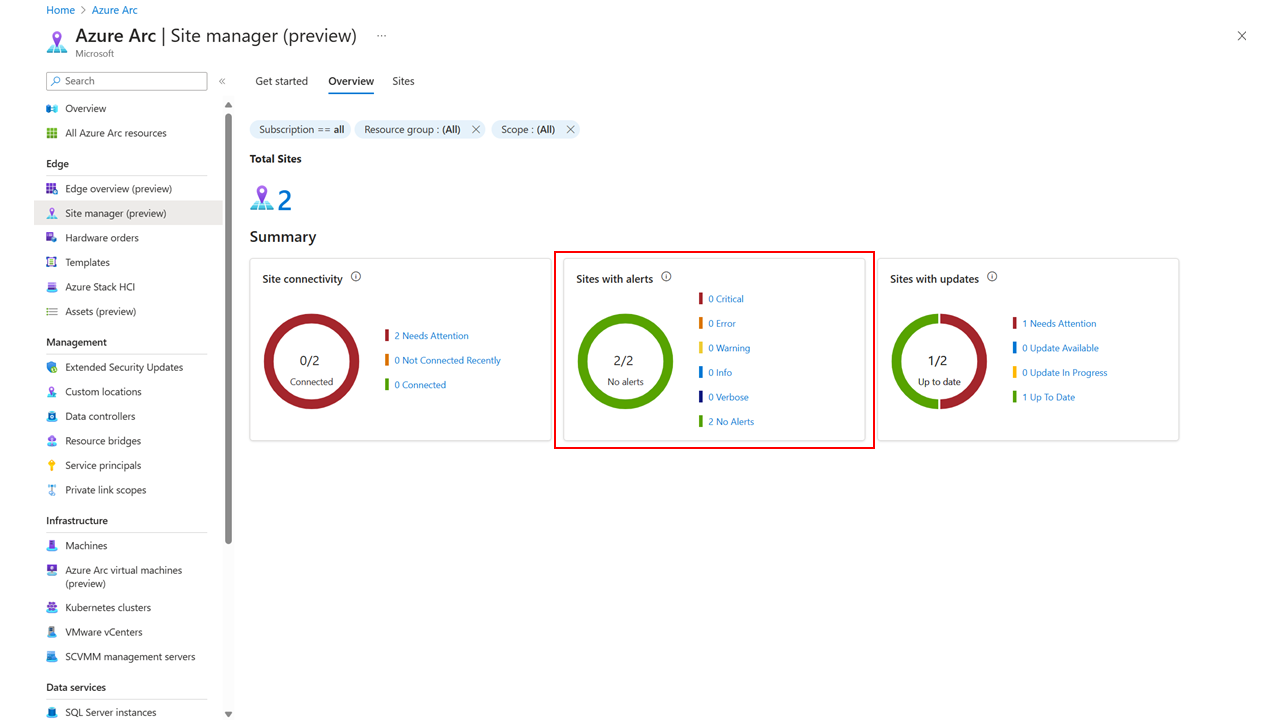 Home > Azure Arc
Azure Arc | Site manager (preview) ...
Microsoft
Search «
Overview
All Azure Arc resources
Edge
Edge overview (preview)
Site manager (preview)
Hardware orders
Templates
Azure Stack HCI
Assets (preview)
Management
Extended Security Updates
Custom locations
Data controllers
Resource bridges
Service principals
Private link scopes
Infrastructure
Machines
Azure Arc virtual machines
(preview)
Kubernetes clusters
VMware vCenters
SCVMM management servers
Data services
SQL Server instances
Get started Overview Sites
Subscription == all Resource group : (All) Scope : (All)
Total Sites
2
Summary
Site connectivity
0/2
Connected
2 Needs Attention
0 Not Connected Recently
0 Connected
Sites with alerts
2/2
No alerts
0 Critical
0 Error
0 Warning
0 Info
0 Verbose
2 No Alerts
Sites with updates
1/2
Up to date
1 Needs Attention
0 Update Available
0 Update In Progress
1 Up To Date